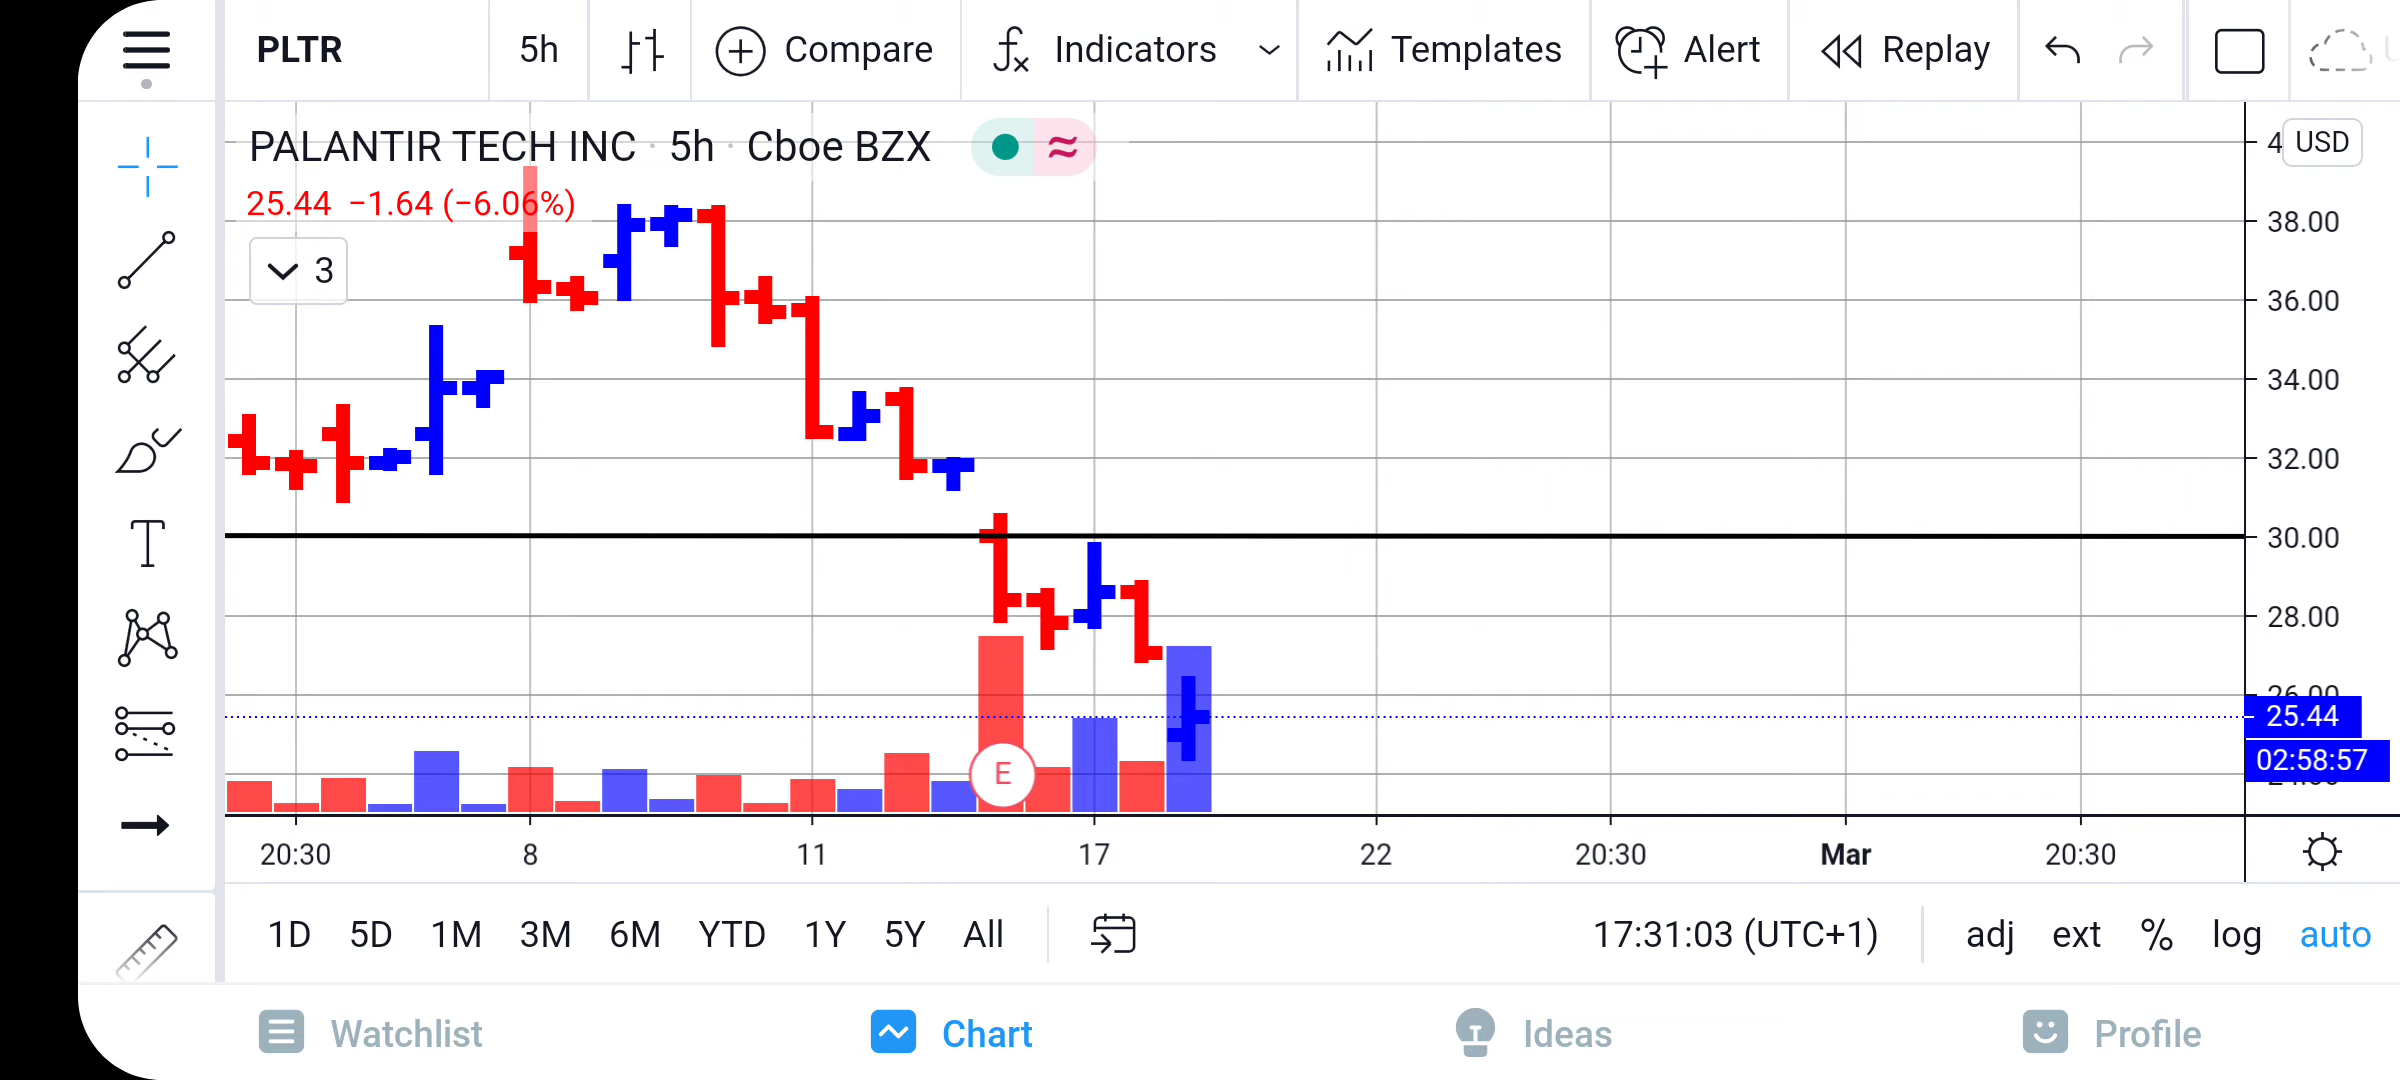 PLTR 5h Compare Indicators Templates Alert Replay
PALANTIR TECH INC · 5h · Cboe BZX
25.44 −1.64 (−6.06%)
3
USD
38.00
36.00
34.00
32.00
30.00
28.00
26.00
25.44
02:58:57
E
20:30 8 11 17 22 20:30 Mar 20:30
1D 5D 1M 3M 6M YTD 1Y 5Y All 17:31:03 (UTC+1) adj ext % log auto
Watchlist Chart Ideas Profile